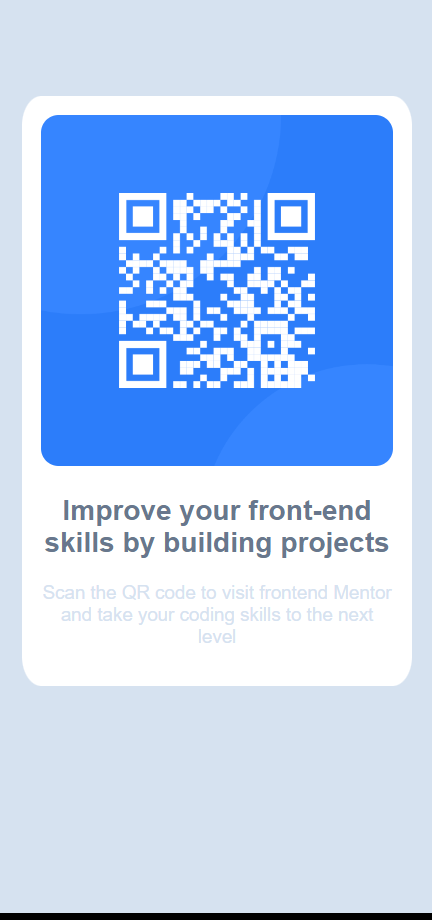 Improve your front-end
skills by building projects
Scan the QR code to visit frontend Mentor
and take your coding skills to the next
level